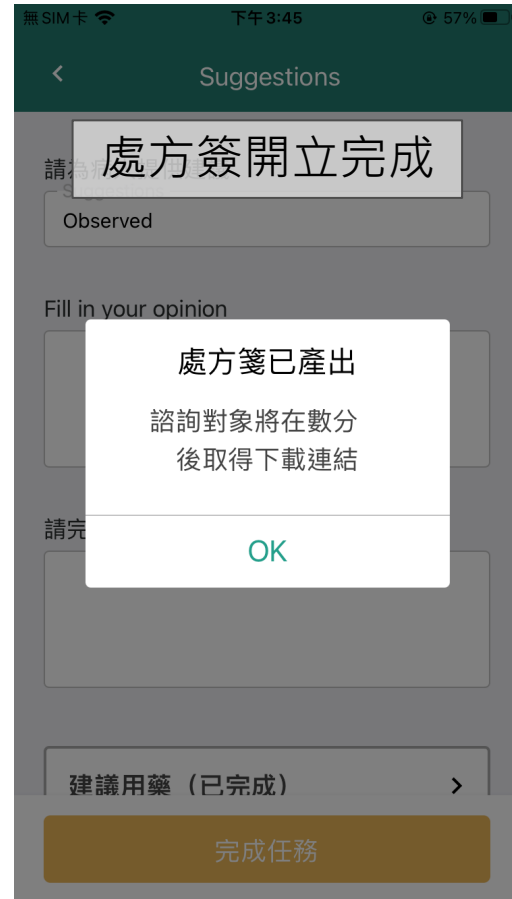 無SIM卡 下午3:45 57%
Suggestions
處方簽開立完成
Observed
Fill in your opinion
處方箋已產出
諮詢對象將在數分
後取得下載連結
請完
OK
建議用藥（已完成）
完成任務